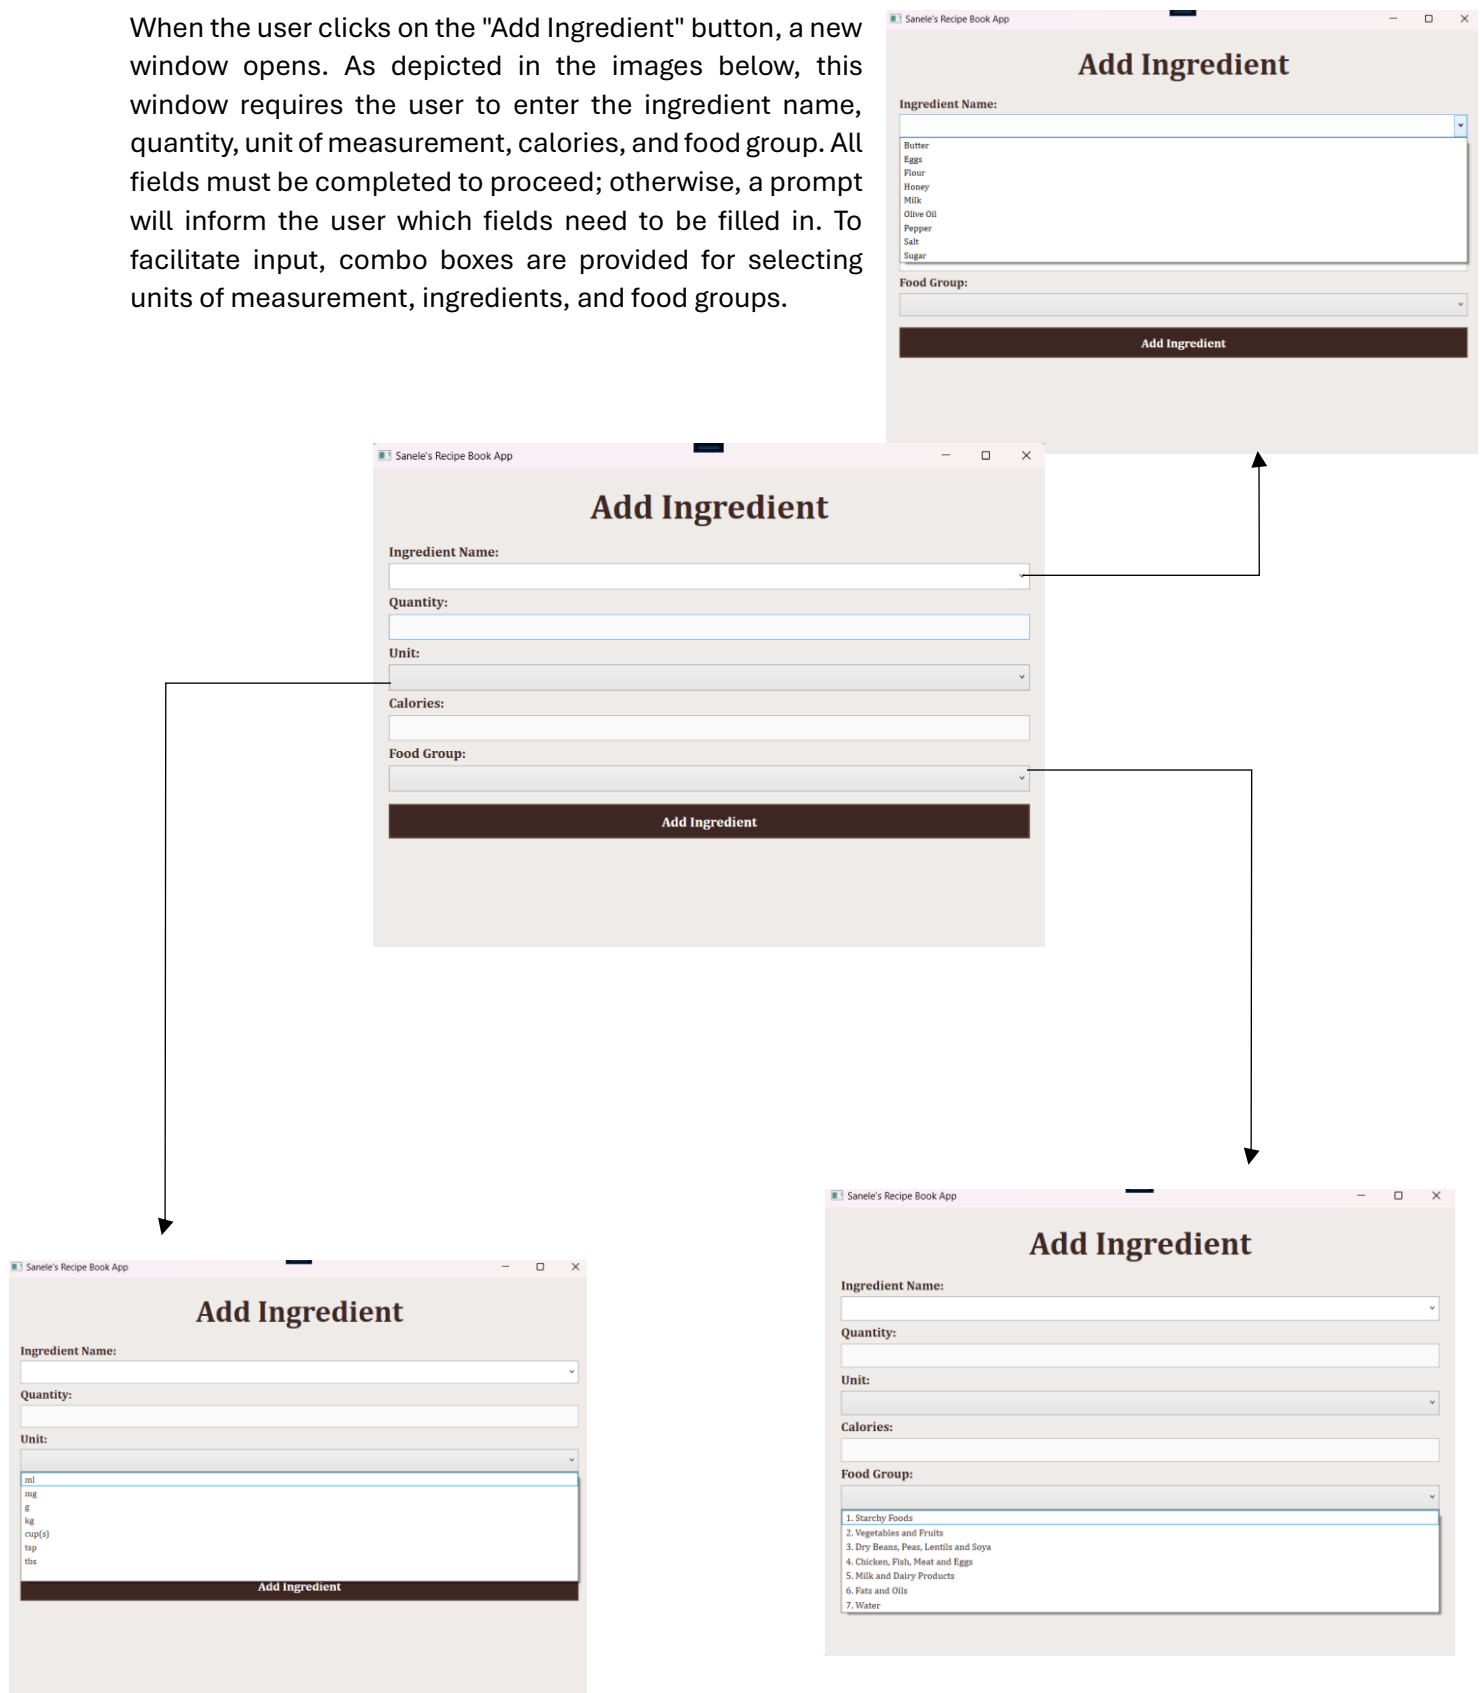 When the user clicks on the "Add Ingredient" button, a new
window opens. As depicted in the images below, this
window requires the user to enter the ingredient name,
quantity, unit of measurement, calories, and food group. All
fields must be completed to proceed; otherwise, a prompt
will inform the user which fields need to be filled in. To
facilitate input, combo boxes are provided for selecting
units of measurement, ingredients, and food groups.
Sanele's Recipe Book App
Add Ingredient
Ingredient Name:
Butter
Eggs
Flour
Honey
Milk
Olive Oil
Pepper
Salt
Sugar
Food Group:
Add Ingredient
Sanele's Recipe Book App
Add Ingredient
Ingredient Name:
Quantity:
Unit:
Calories:
Food Group:
Add Ingredient
Sanele's Recipe Book App
Add Ingredient
Ingredient Name:
Quantity:
Unit:
ml
mg
g
kg
cup(s)
tsp
tbs
Add Ingredient
Sanele's Recipe Book App
Add Ingredient
Ingredient Name:
Quantity:
Unit:
Calories:
Food Group:
1. Starchy Foods
2. Vegetables and Fruits
3. Dry Beans, Peas, Lentils and Soya
4. Chicken, Fish, Meat and Eggs
5. Milk and Dairy Products
6. Fats and Oils
7. Water